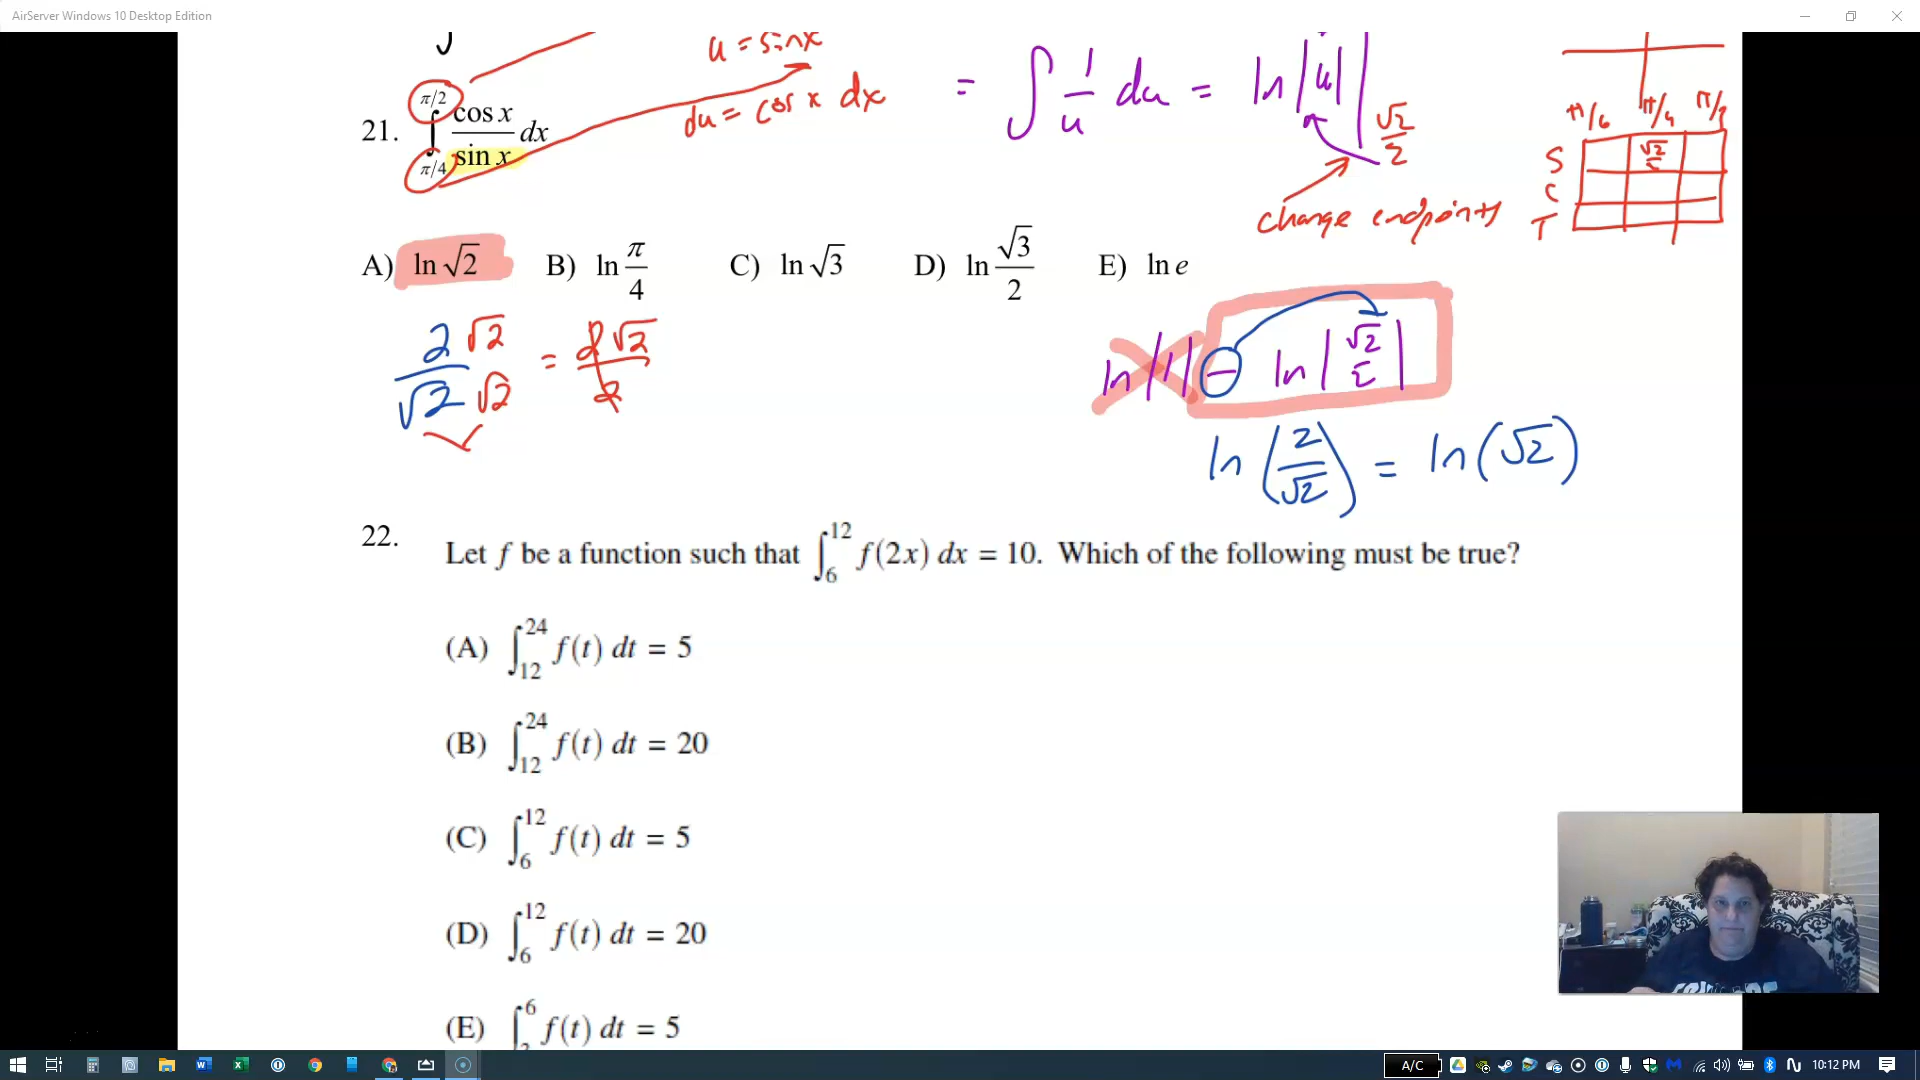 AirServer Windows 10 Desktop Edition
u = sinx
21. ∫_{π/4}^{π/2} cos x / sin x dx
du = cos x dx
= ∫ 1/u du = ln|u| |
√2/2
change endpoints
π/6 π/4
S √2/2
C
T
A) ln √2 B) ln π/4 C) ln √3 D) ln √3/2 E) ln e
2 √2 / √2 √2 = 2√2 / 2
ln|1| − ln|√2/2|
ln(2/√2) = ln(√2)
22. Let f be a function such that ∫_6^12 f(2x) dx = 10. Which of the following must be true?
(A) ∫_12^24 f(t) dt = 5
(B) ∫_12^24 f(t) dt = 20
(C) ∫_6^12 f(t) dt = 5
(D) ∫_6^12 f(t) dt = 20
(E) ∫^6 f(t) dt = 5
A/C 10:12 PM